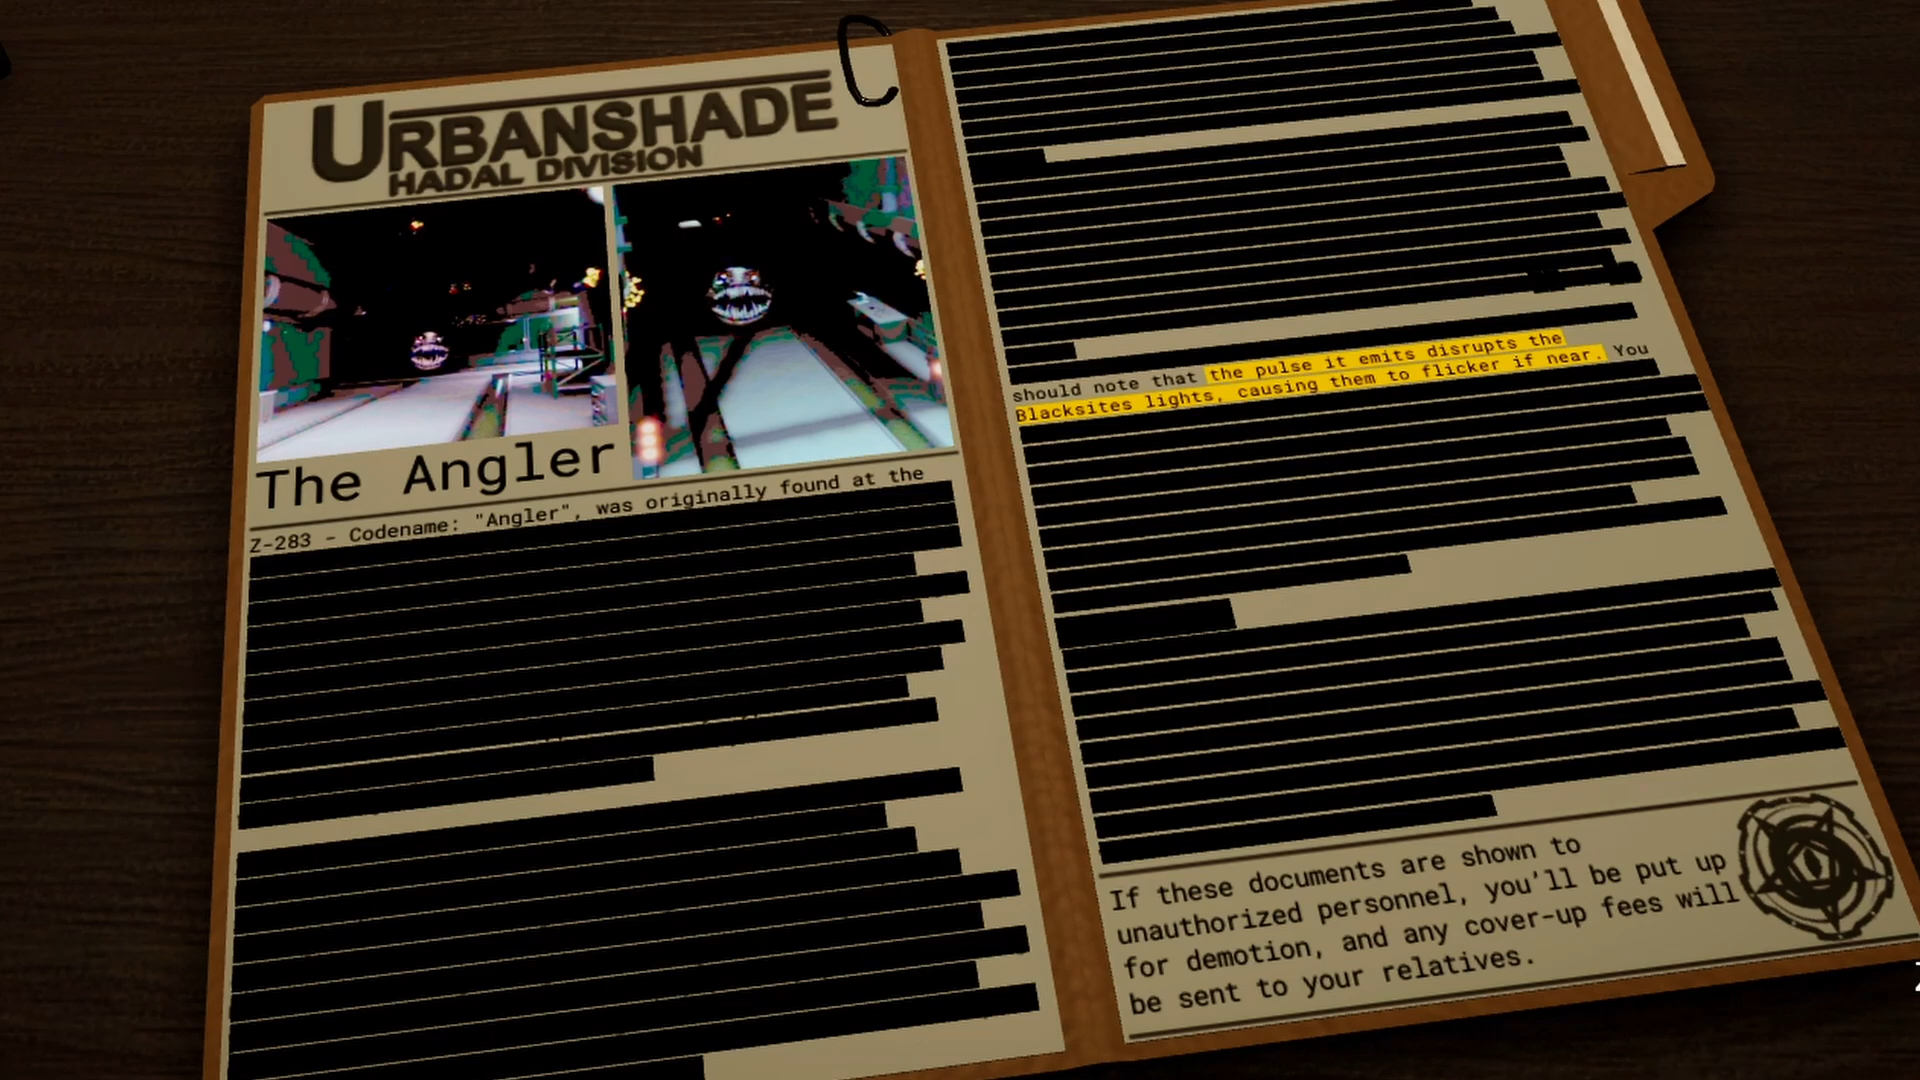 URBANSHADE
HADAL DIVISION
The Angler
Z-283 - Codename: "Angler", was originally found at the
should note that the pulse it emits disrupts the
Blacksites lights, causing them to flicker if near. You
If these documents are shown to
unauthorized personnel, you'll be put up
for demotion, and any cover-up fees will
be sent to your relatives.